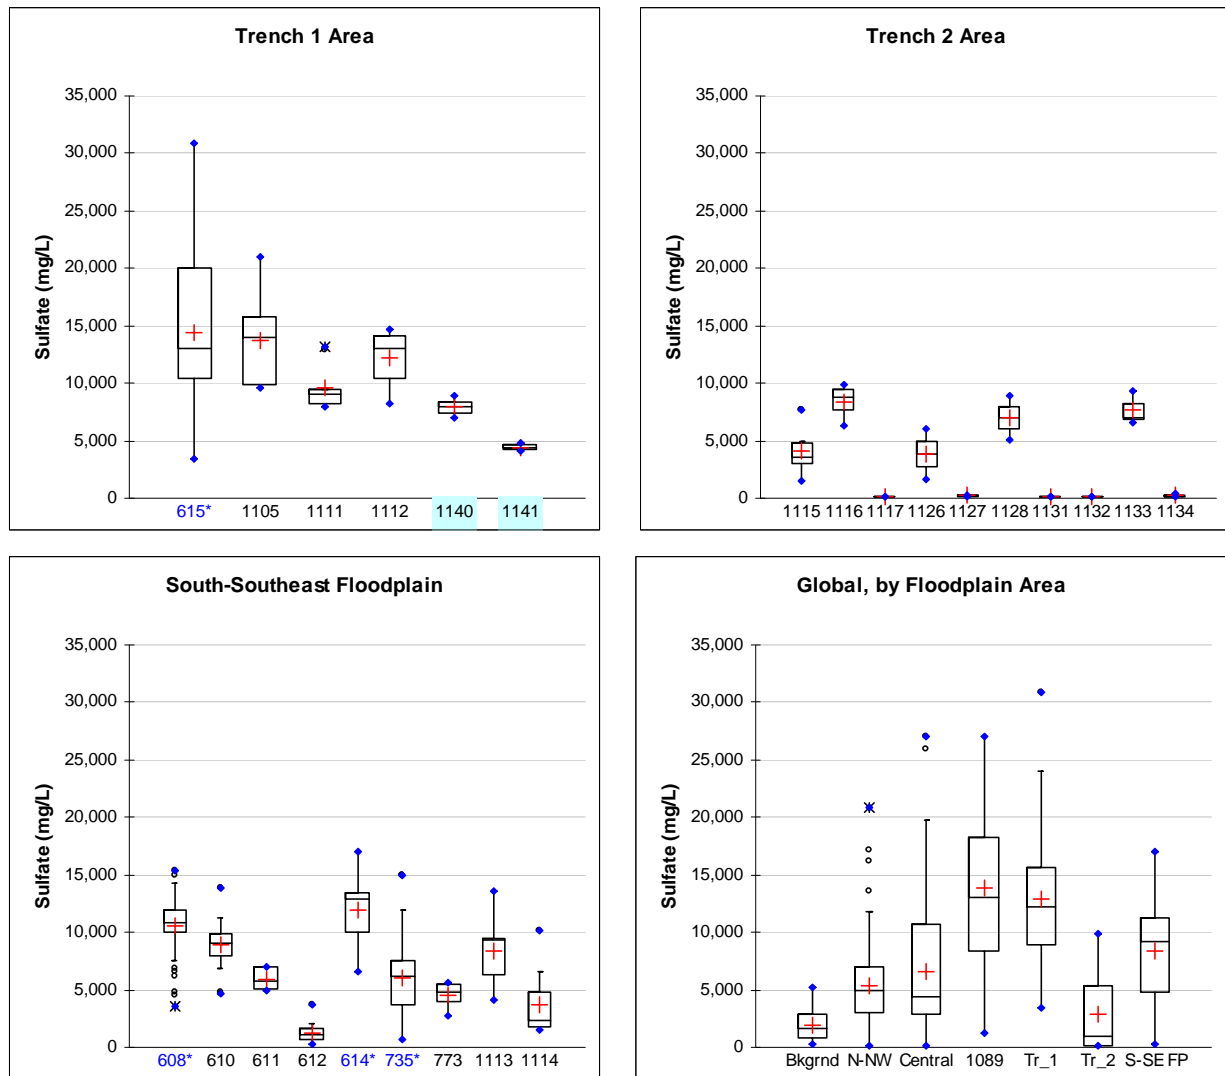 Trench 1 Area
Sulfate (mg/L)
35,000
30,000
25,000
20,000
15,000
10,000
5,000
0
615* 1105 1111 1112 1140 1141
Trench 2 Area
Sulfate (mg/L)
35,000
30,000
25,000
20,000
15,000
10,000
5,000
0
1115 1116 1117 1126 1127 1128 1131 1132 1133 1134
South-Southeast Floodplain
Sulfate (mg/L)
35,000
30,000
25,000
20,000
15,000
10,000
5,000
0
608* 610 611 612 614* 735* 773 1113 1114
Global, by Floodplain Area
Sulfate (mg/L)
35,000
30,000
25,000
20,000
15,000
10,000
5,000
0
Bkgrnd N-NW Central 1089 Tr_1 Tr_2 S-SE FP